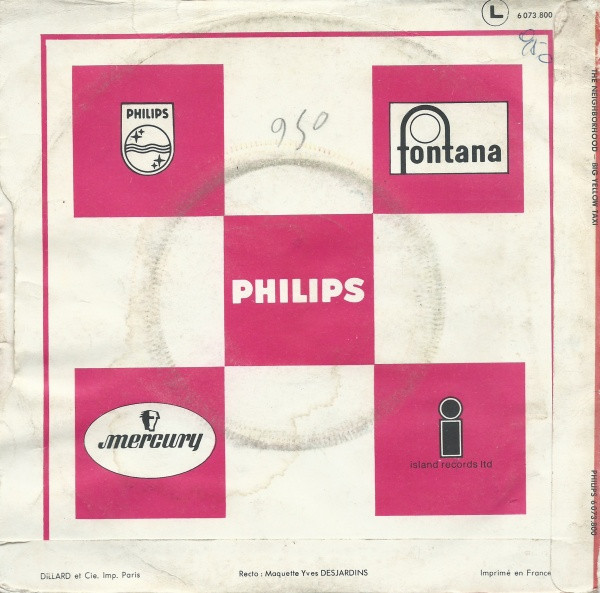 L
6 073.800
950
PHILIPS
fontana
950
PHILIPS
mercury
i
island records ltd
DILLARD et Cie. Imp. Paris
Recto : Maquette Yves DESJARDINS
Imprimé en France
THE NEIGHBORHOOD - BIG YELLOW TAXI
PHILIPS 6 073.800